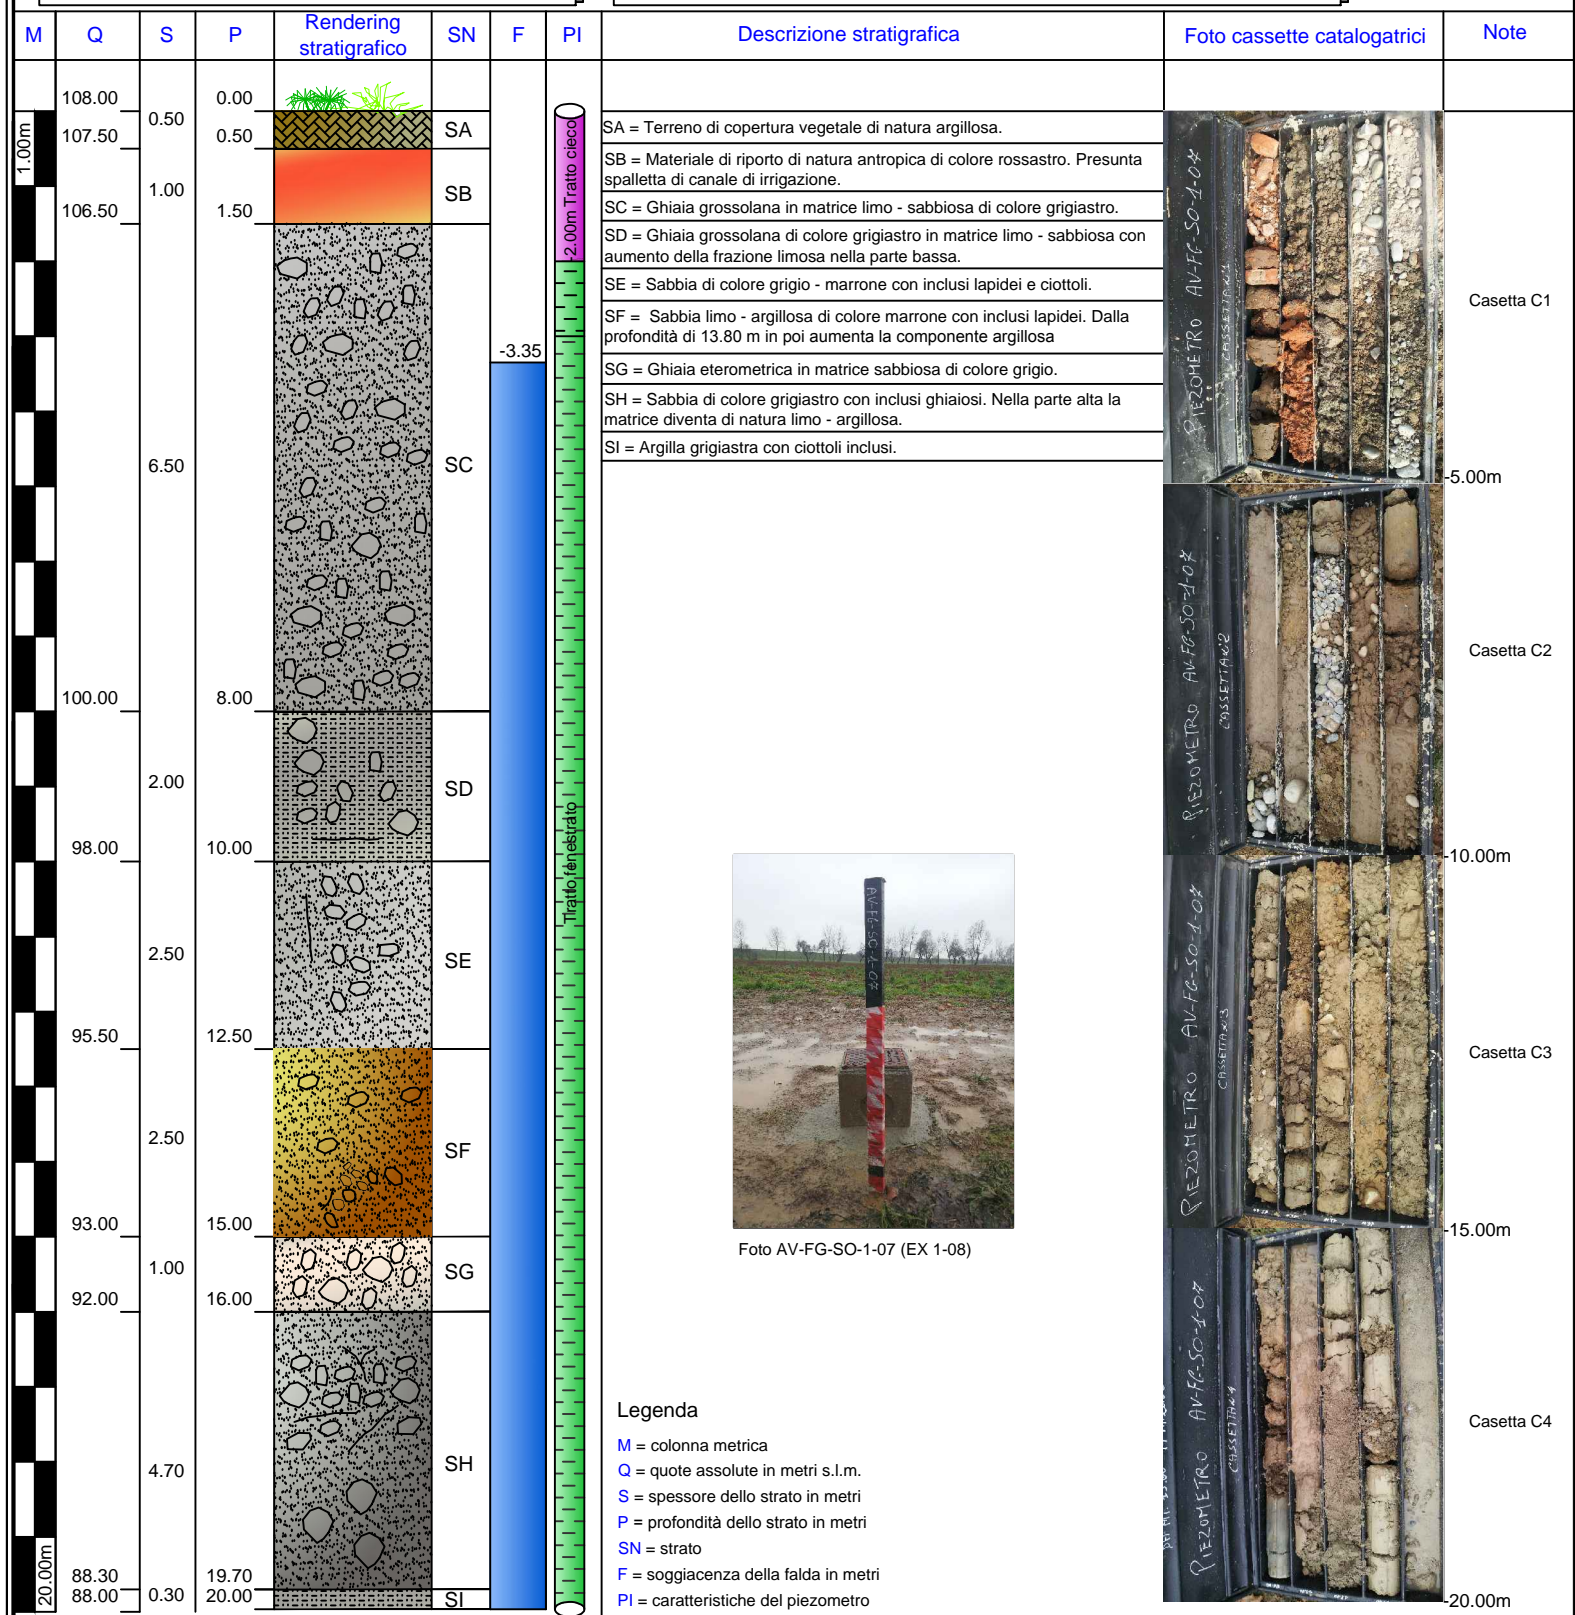 M Q S P Rendering stratigrafico SN F PI Descrizione stratigrafica Foto cassette catalogatrici Note
108.00 0.00
0.50
107.50 0.50 SA
1.00m
1.00 SB
106.50 1.50
-2.00m Tratto cieco
SA = Terreno di copertura vegetale di natura argillosa.
SB = Materiale di riporto di natura antropica di colore rossastro. Presunta
spalletta di canale di irrigazione.
SC = Ghiaia grossolana in matrice limo - sabbiosa di colore grigiastro.
SD = Ghiaia grossolana di colore grigiastro in matrice limo - sabbiosa con
aumento della frazione limosa nella parte bassa.
SE = Sabbia di colore grigio - marrone con inclusi lapidei e ciottoli.
SF =  Sabbia limo - argillosa di colore marrone con inclusi lapidei. Dalla
profondità di 13.80 m in poi aumenta la componente argillosa
SG = Ghiaia eterometrica in matrice sabbiosa di colore grigio.
SH = Sabbia di colore grigiastro con inclusi ghiaiosi. Nella parte alta la
matrice diventa di natura limo - argillosa.
SI = Argilla grigiastra con ciottoli inclusi.
-3.35
6.50 SC
100.00 8.00
2.00 SD
98.00 10.00
Tratto fenestrato
2.50 SE
95.50 12.50
2.50 SF
93.00 15.00
1.00 SG
92.00 16.00
4.70 SH
88.30 19.70
88.00 0.30 20.00 SI
20.00m
PIEZOMETRO AV-FG-SO-1-07
CASSETTA N°1
Casetta C1
-5.00m
PIEZOMETRO AV-FG-SO-1-07
CASSETTA N°2
Casetta C2
-10.00m
PIEZOMETRO AV-FG-SO-1-07
CASSETTA N°3
Casetta C3
-15.00m
PIEZOMETRO AV-FG-SO-1-07
CASSETTA N°4
Casetta C4
-20.00m
AV-FG-SO-1-07
Foto AV-FG-SO-1-07 (EX 1-08)
Legenda
M = colonna metrica
Q = quote assolute in metri s.l.m.
S = spessore dello strato in metri
P = profondità dello strato in metri
SN = strato
F = soggiacenza della falda in metri
PI = caratteristiche del piezometro